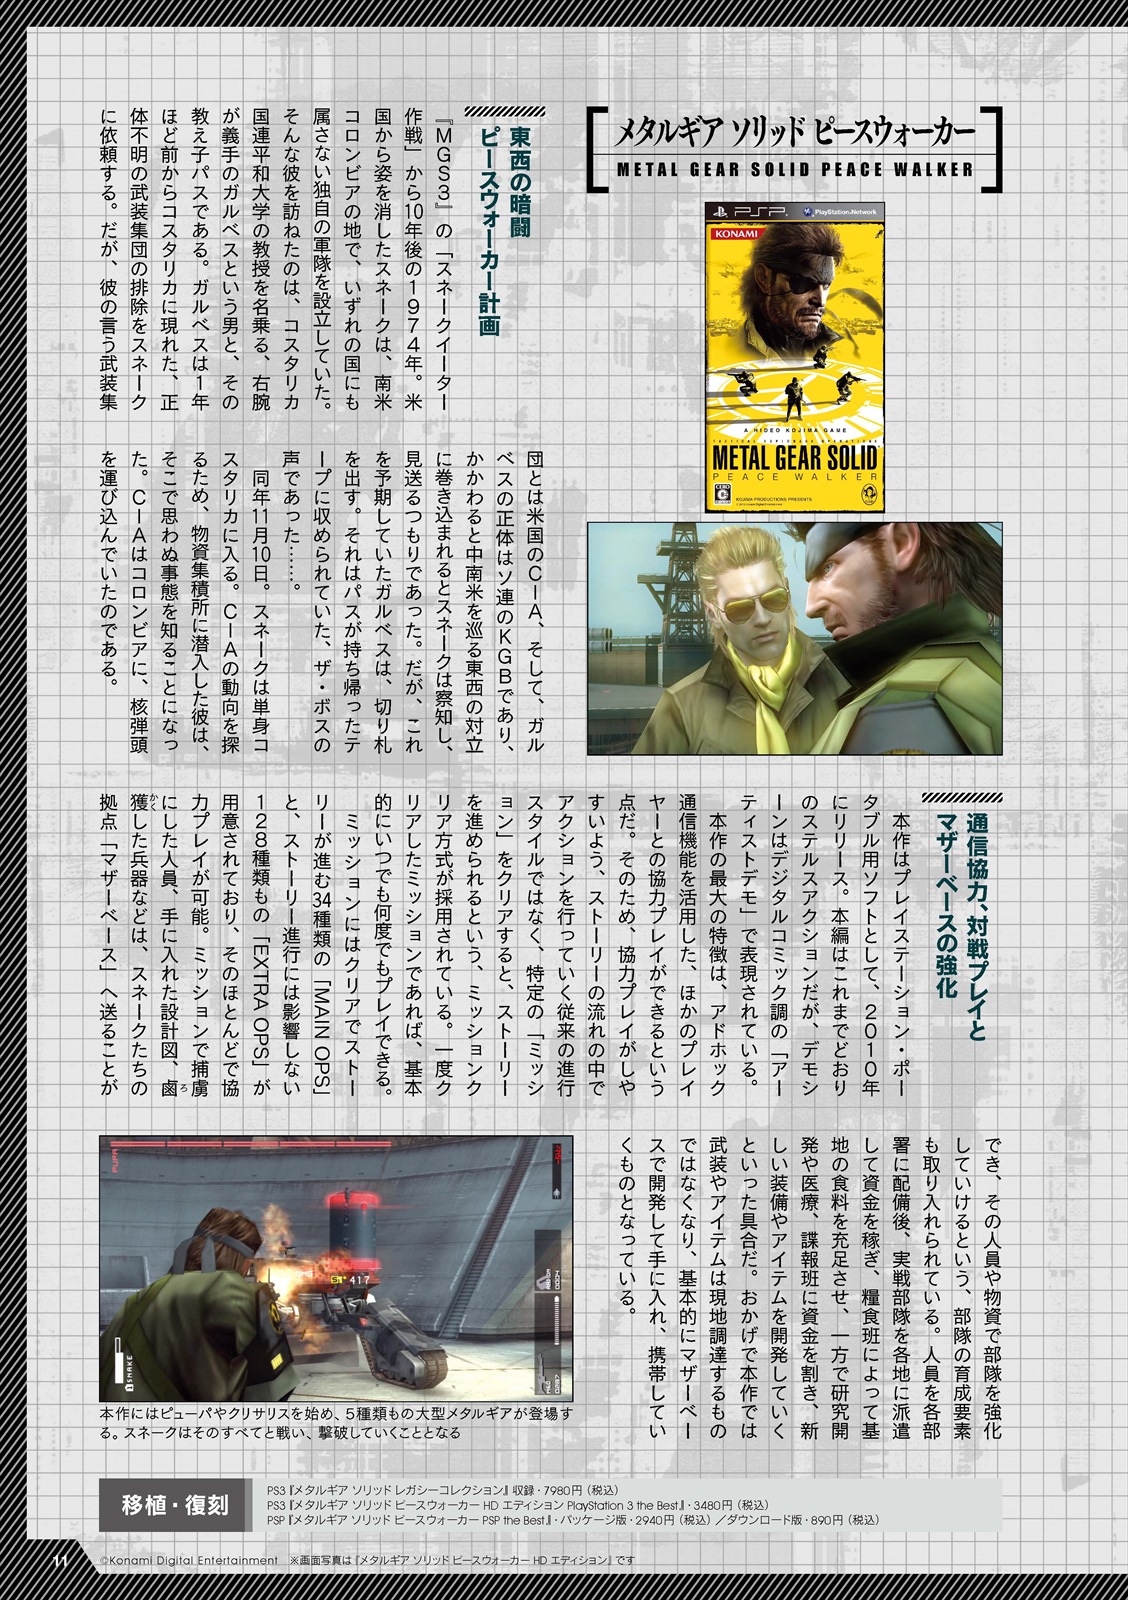 メタルギア ソリッド ピースウォーカー
METAL GEAR SOLID PEACE WALKER
PSP
PlayStation Network
KONAMI
A HIDEO KOJIMA GAME
METAL GEAR SOLID
PEACE WALKER
KOJIMA PRODUCTIONS PRESENTS
東西の暗闘
ピースウォーカー計画
『MGS3』の「スネークイーター
作戦」から10年後の1974年。米
国から姿を消したスネークは、南米
コロンビアの地で、いずれの国にも
属さない独自の軍隊を設立していた。
そんな彼を訪ねたのは、コスタリカ
国連平和大学の教授を名乗る、右腕
が義手のガルベスという男と、その
教え子パスである。ガルベスは1年
ほど前からコスタリカに現れた、正
体不明の武装集団の排除をスネーク
に依頼する。だが、彼の言う武装集
団とは米国のCIA、そして、ガル
ベスの正体はソ連のKGBであり、
かかわると中南米を巡る東西の対立
に巻き込まれるとスネークは察知し、
見送るつもりであった。だが、これ
を予期していたガルベスは、切り札
を出す。それはパスが持ち帰ったテ
ープに収められていた、ザ・ボスの
声であった……。
同年11月10日。スネークは単身コ
スタリカに入る。CIAの動向を探
るため、物資集積所に潜入した彼は、
そこで思わぬ事態を知ることになっ
た。CIAはコロンビアに、核弾頭
を運び込んでいたのである。
通信協力、対戦プレイと
マザーベースの強化
本作はプレイステーション・ポー
タブル用ソフトとして、2010年
にリリース。本編はこれまでどおり
のステルスアクションだが、デモシ
ーンはデジタルコミック調の「アー
ティストデモ」で表現されている。
本作の最大の特徴は、アドホック
通信機能を活用した、ほかのプレイ
ヤーとの協力プレイができるという
点だ。そのため、協力プレイがしや
すいよう、ストーリーの流れの中で
アクションを行っていく従来の進行
スタイルではなく、特定の「ミッシ
ョン」をクリアすると、ストーリー
を進められるという、ミッションク
リア方式が採用されている。一度ク
リアしたミッションであれば、基本
的にいつでも何度でもプレイできる。
ミッションにはクリアでストー
リーが進む34種類の「MAIN OPS」
と、ストーリー進行には影響しない
128種類もの「EXTRA OPS」が
用意されており、そのほとんどで協
力プレイが可能。ミッションで捕虜
にした人員、手に入れた設計図、鹵ろ
獲かくした兵器などは、スネークたちの
拠点「マザーベース」へ送ることが
でき、その人員や物資で部隊を強化
していけるという、部隊の育成要素
も取り入れられている。人員を各部
署に配備後、実戦部隊を各地に派遣
して資金を稼ぎ、糧食班によって基
地の食料を充足させ、一方で研究開
発や医療、諜報班に資金を割き、新
しい装備やアイテムを開発していく
といった具合だ。おかげで本作では
武装やアイテムは現地調達するもの
ではなくなり、基本的にマザーベー
スで開発して手に入れ、携帯してい
くものとなっている。
PUPA
417
SNAKE
本作にはピューパやクリサリスを始め、5種類もの大型メタルギアが登場す
る。スネークはそのすべてと戦い、撃破していくこととなる
移植・復刻
PS3『メタルギア ソリッド レガシーコレクション』収録・7980円（税込）
PS3『メタルギア ソリッド ピースウォーカー HD エディション PlayStation 3 the Best』・3480円（税込）
PSP『メタルギア ソリッド ピースウォーカー PSP the Best』・パッケージ版・2940円（税込）／ダウンロード版・890円（税込）
11
©Konami Digital Entertainment ※画面写真は『メタルギア ソリッド ピースウォーカー HD エディション』です